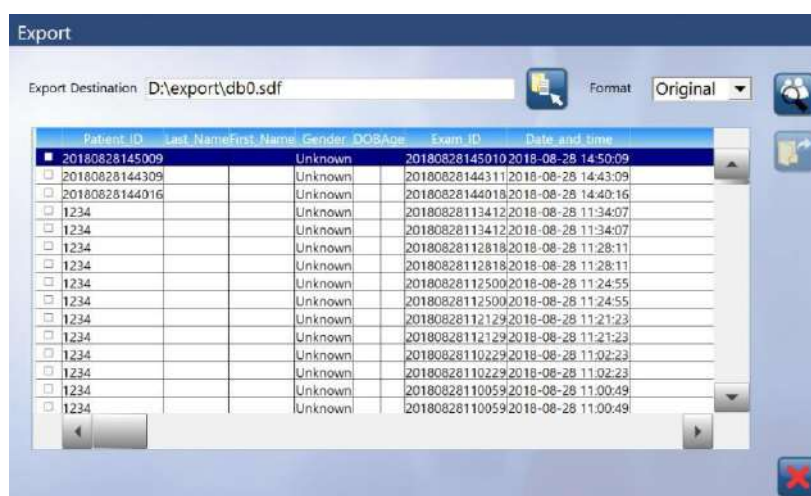 Export
Export Destination D:\export\db0.sdf Format Original
Patient_ID Last_Name First_Name Gender DOB Age Exam_ID Date_and_time
20180828145009 Unknown 20180828145010 2018-08-28 14:50:09
20180828144309 Unknown 20180828144311 2018-08-28 14:43:09
20180828144016 Unknown 20180828144018 2018-08-28 14:40:16
1234 Unknown 20180828113412 2018-08-28 11:34:07
1234 Unknown 20180828113412 2018-08-28 11:34:07
1234 Unknown 20180828112818 2018-08-28 11:28:11
1234 Unknown 20180828112818 2018-08-28 11:28:11
1234 Unknown 20180828112500 2018-08-28 11:24:55
1234 Unknown 20180828112500 2018-08-28 11:24:55
1234 Unknown 20180828112129 2018-08-28 11:21:23
1234 Unknown 20180828112129 2018-08-28 11:21:23
1234 Unknown 20180828110229 2018-08-28 11:02:23
1234 Unknown 20180828110229 2018-08-28 11:02:23
1234 Unknown 20180828110059 2018-08-28 11:00:49
1234 Unknown 20180828110059 2018-08-28 11:00:49